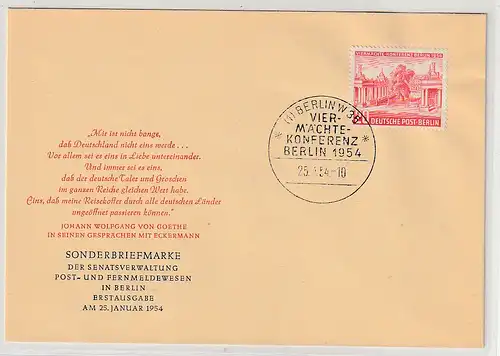 "Mir ist nicht bange,
daß Deutschland nicht eins werde . . .
Vor allem sei es eins in Liebe untereinander.
Und immer sei es eins,
daß der deutsche Taler und Groschen
im ganzen Reiche gleichen Wert habe.
Eins, daß mein Reisekoffer durch alle deutschen Länder
ungeöffnet passieren können."
JOHANN WOLFGANG VON GOETHE
IN SEINEN GESPRÄCHEN MIT ECKERMANN
SONDERBRIEFMARKE
DER SENATSVERWALTUNG
POST- UND FERNMELDEWESEN
IN BERLIN
ERSTAUSGABE
AM 25. JANUAR 1954
VIERMÄCHTE-KONFERENZ BERLIN 1954
DEUTSCHE POST·BERLIN
(1) BERLIN W 35
VIER-
MÄCHTE-
KONFERENZ
BERLIN 1954
25.1.54-10